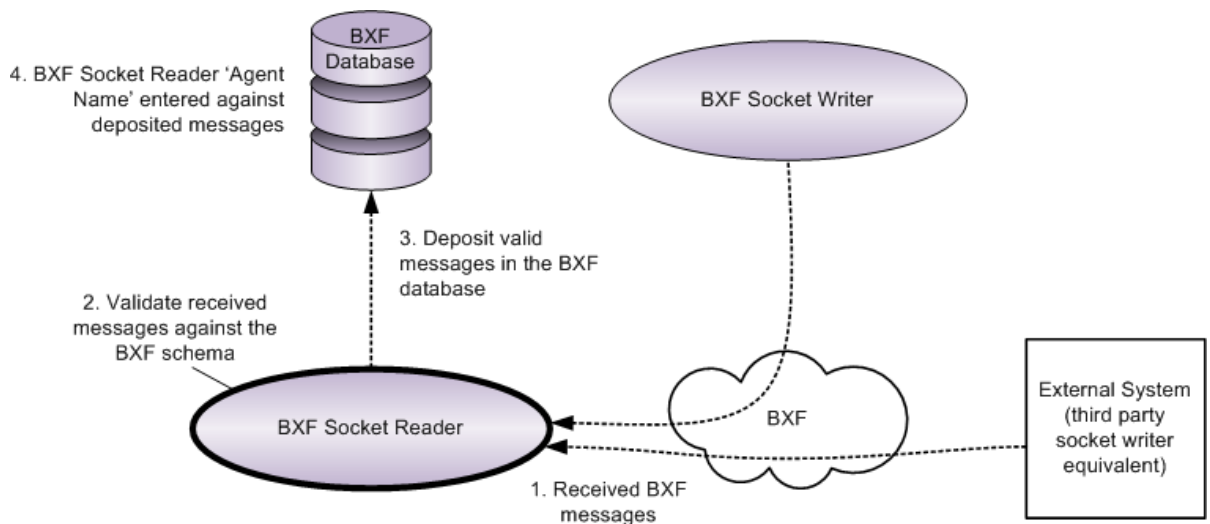 BXF
Database
4. BXF Socket Reader ‘Agent
Name’ entered against
deposited messages
BXF Socket Writer
3. Deposit valid
messages in the BXF
database
2. Validate received
messages against the
BXF schema
BXF Socket Reader
BXF
External System
(third party
socket writer
equivalent)
1. Received BXF
messages